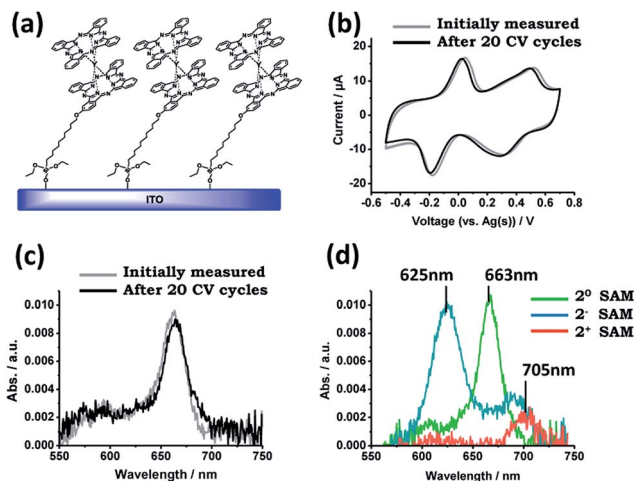 (a)
ITO
(b)
Initially measured
After 20 CV cycles
Current / µA
20
10
0
-10
-20
-0.6 -0.4 -0.2 0.0 0.2 0.4 0.6 0.8
Voltage (vs. Ag(s)) / V
(c)
Initially measured
After 20 CV cycles
Abs. / a.u.
0.010
0.008
0.006
0.004
0.002
0.000
550 600 650 700 750
Wavelength / nm
(d)
625nm 663nm
2⁰ SAM
2⁻ SAM
2⁺ SAM
705nm
Abs. / a.u.
0.010
0.008
0.006
0.004
0.002
0.000
550 600 650 700 750
Wavelength / nm